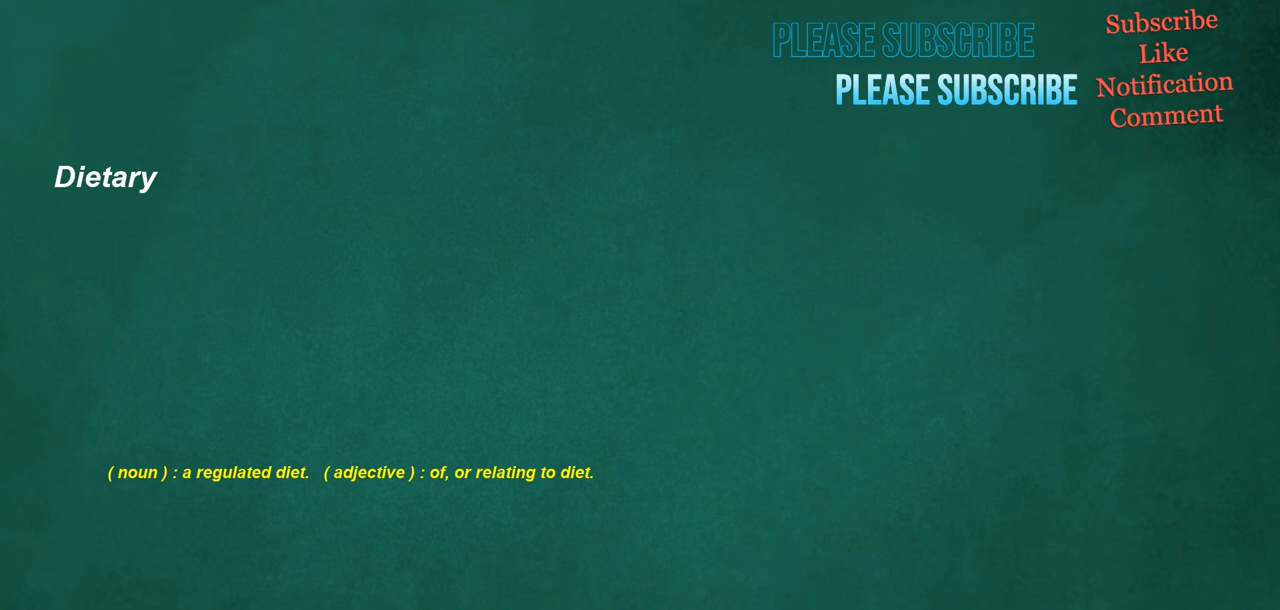 PLEASE SUBSCRIBE
PLEASE SUBSCRIBE
Subscribe
Like
Notification
Comment
Dietary
( noun ) : a regulated diet. ( adjective ) : of, or relating to diet.